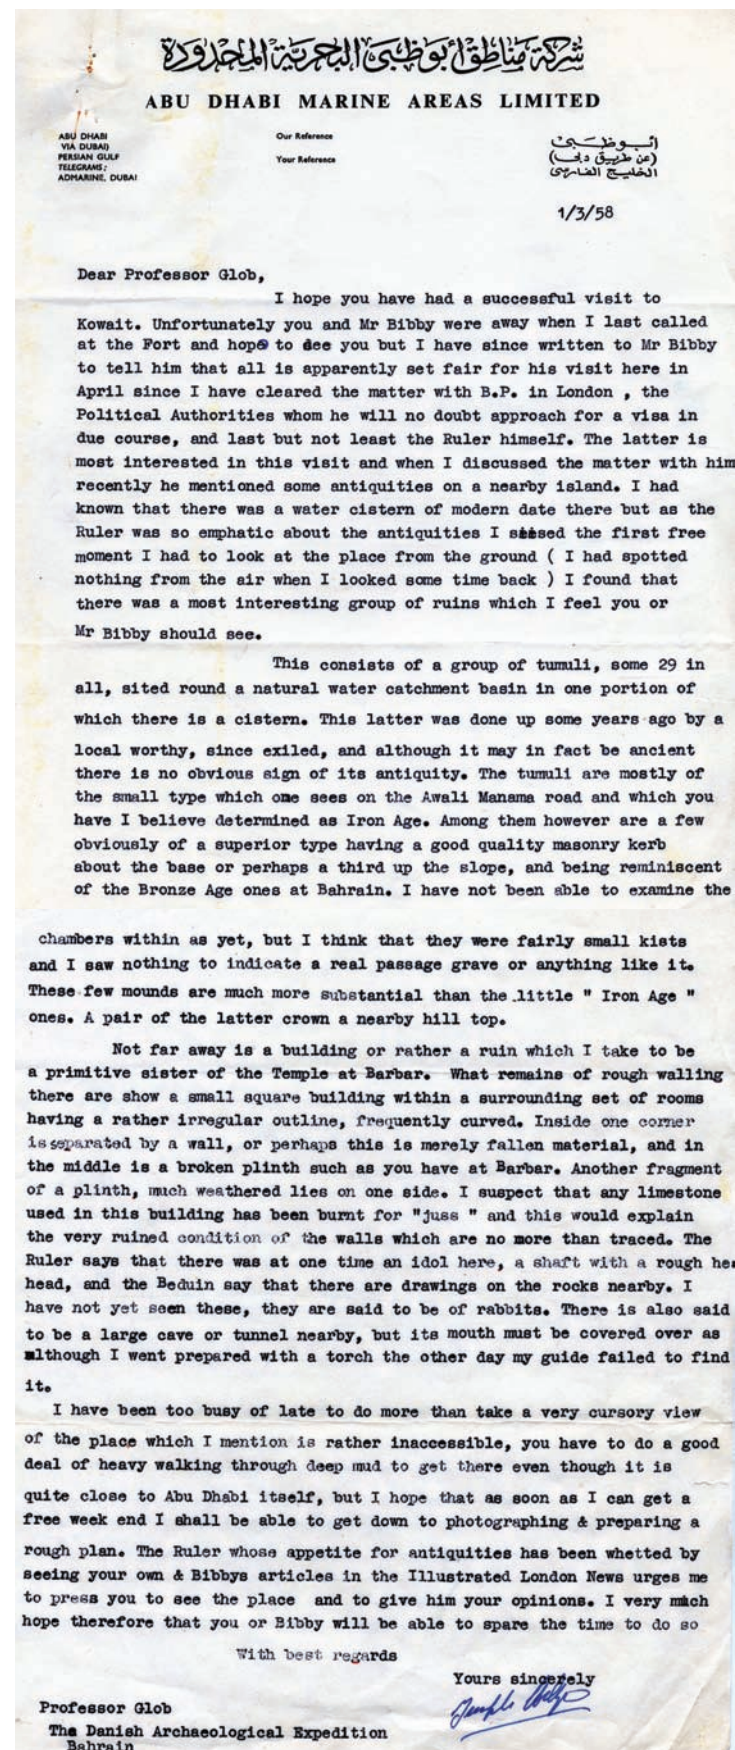 شركة مناطق أبوظبي البحرية المحدودة
ABU DHABI MARINE AREAS LIMITED
ABU DHABI
VIA DUBAI)
PERSIAN GULF
TELEGRAMS:
ADMARINE, DUBAI
Our Reference
Your Reference
أبوظبي
(عن طريق دبي)
الخليج الفارسي
1/3/58
Dear Professor Glob,
I hope you have had a successful visit to
Kowait. Unfortunately you and Mr Bibby were away when I last called
at the Fort and hope to dee you but I have since written to Mr Bibby
to tell him that all is apparently set fair for his visit here in
April since I have cleared the matter with B.P. in London , the
Political Authorities whom he will no doubt approach for a visa in
due course, and last but not least the Ruler himself. The latter is
most interested in this visit and when I discussed the matter with him
recently he mentioned some antiquities on a nearby island. I had
known that there was a water cistern of modern date there but as the
Ruler was so emphatic about the antiquities I the first free
moment I had to look at the place from the ground ( I had spotted
nothing from the air when I looked some time back ) I found that
there was a most interesting group of ruins which I feel you or
Mr Bibby should see.
This consists of a group of tumuli, some 29 in
all, sited round a natural water catchment basin in one portion of
which there is a cistern. This latter was done up some years ago by a
local worthy, since exiled, and although it may in fact be ancient
there is no obvious sign of its antiquity. The tumuli are mostly of
the small type which one sees on the Awali Manama road and which you
have I believe determined as Iron Age. Among them however are a few
obviously of a superior type having a good quality masonry kerb
about the base or perhaps a third up the slope, and being reminiscent
of the Bronze Age ones at Bahrain. I have not been able to examine the
chambers within as yet, but I think that they were fairly small kists
and I saw nothing to indicate a real passage grave or anything like it.
These few mounds are much more substantial than the little " Iron Age "
ones. A pair of the latter crown a nearby hill top.
Not far away is a building or rather a ruin which I take to be
a primitive sister of the Temple at Barbar. What remains of rough walling
there are show a small square building within a surrounding set of rooms
having a rather irregular outline, frequently curved. Inside one corner
is separated by a wall, or perhaps this is merely fallen material, and in
the middle is a broken plinth such as you have at Barbar. Another fragment
of a plinth, much weathered lies on one side. I suspect that any limestone
used in this building has been burnt for "juss " and this would explain
the very ruined condition of the walls which are no more than traced. The
Ruler says that there was at one time an idol here, a shaft with a rough
head, and the Beduin say that there are drawings on the rocks nearby. I
have not yet seen these, they are said to be of rabbits. There is also said
to be a large cave or tunnel nearby, but its mouth must be covered over as
although I went prepared with a torch the other day my guide failed to find
it.
I have been too busy of late to do more than take a very cursory view
of the place which I mention is rather inaccessible, you have to do a good
deal of heavy walking through deep mud to get there even though it is
quite close to Abu Dhabi itself, but I hope that as soon as I can get a
free week end I shall be able to get down to photographing & preparing a
rough plan. The Ruler whose appetite for antiquities has been whetted by
seeing your own & Bibbys articles in the Illustrated London News urges me
to press you to see the place and to give him your opinions. I very much
hope therefore that you or Bibby will be able to spare the time to do so
With best regards
Yours sincerely
Professor Glob
The Danish Archaeological Expedition
Bahrain